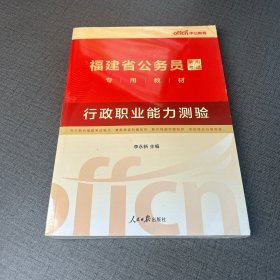 offcn中公教育
福建省公务员
专用教材
行政职业能力测验
李永新 主编
人民日报出版社
offcn